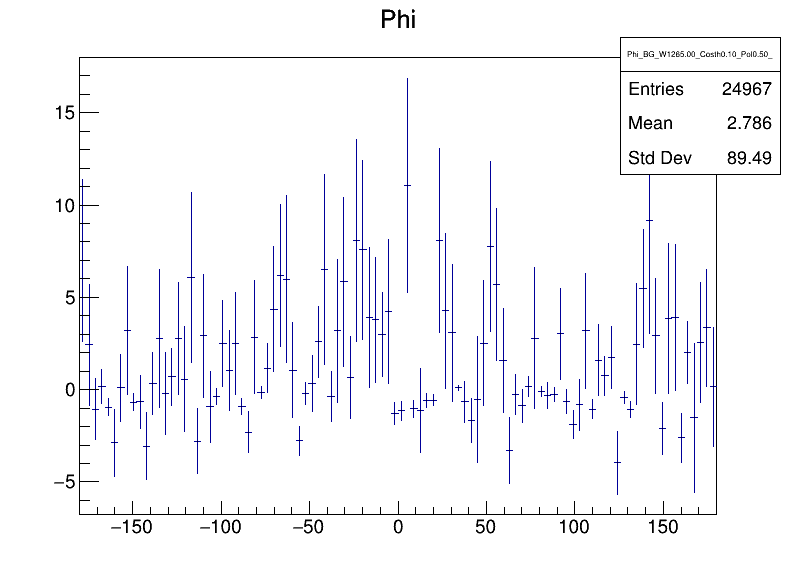 Phi
Phi_BG_W1265.00_Costh0.10_Pol0.50_
Entries 24967
Mean 2.786
Std Dev 89.49
15
10
5
0
−5
−150 −100 −50 0 50 100 150